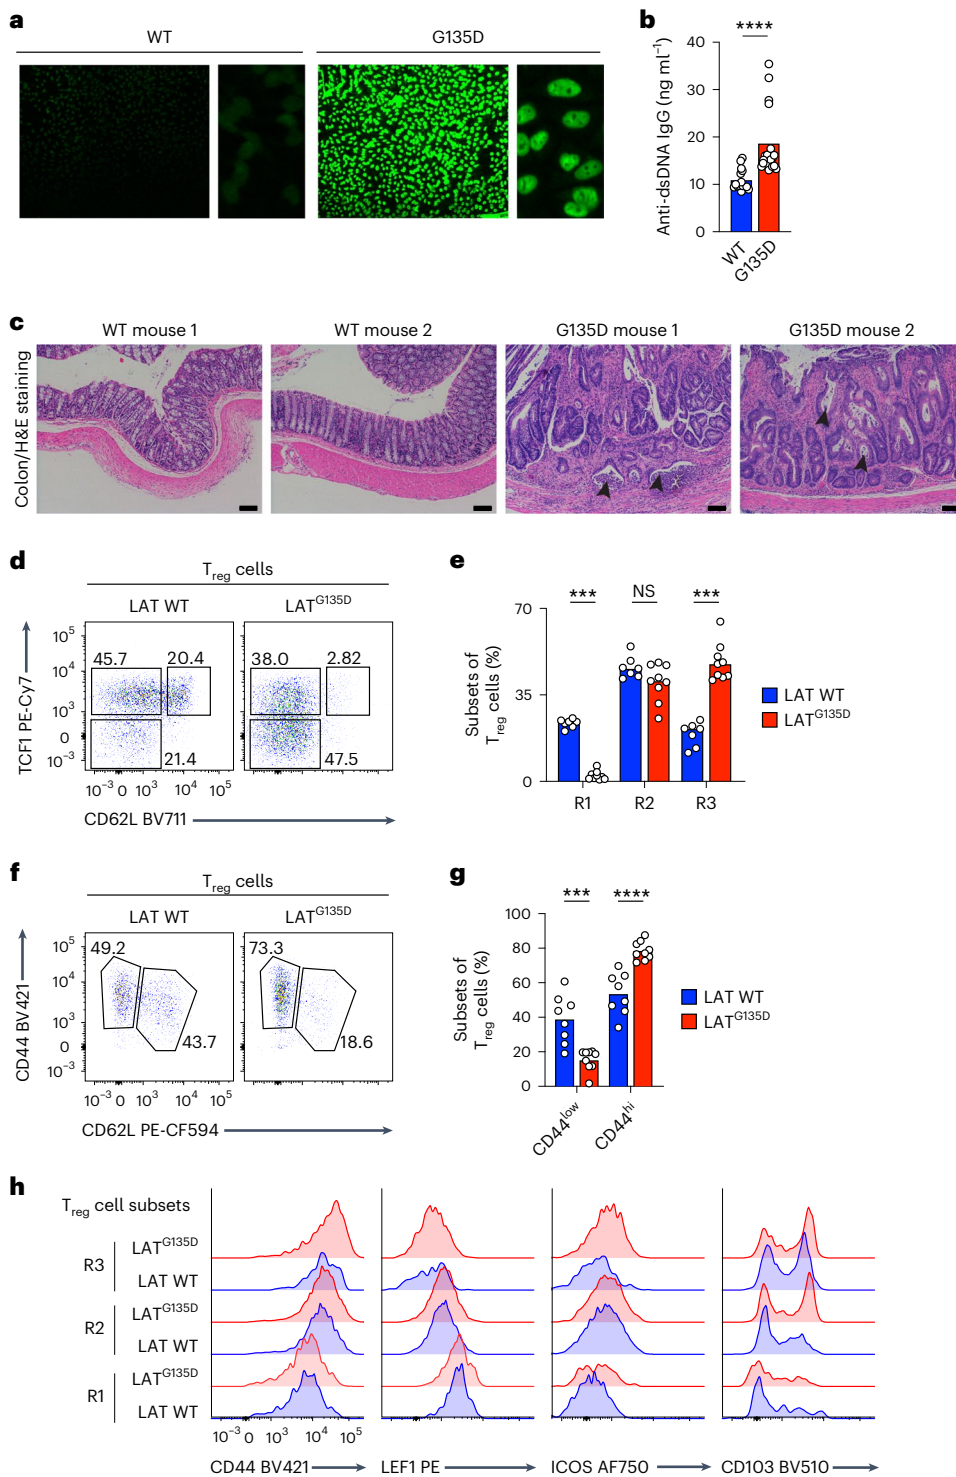 a
WT
G135D
b
****
Anti-dsDNA IgG (ng ml⁻¹)
40
30
20
10
0
WT
G135D
c
WT mouse 1
WT mouse 2
G135D mouse 1
G135D mouse 2
Colon/H&E staining
d
Treg cells
LAT WT
LATG135D
TCF1 PE-Cy7
10⁵
10⁴
10³
0
10⁻³
45.7
20.4
21.4
38.0
2.82
47.5
10⁻³ 0 10³ 10⁴ 10⁵
CD62L BV711
e
***
NS
***
Subsets of
Treg cells (%)
70
35
0
R1
R2
R3
LAT WT
LATG135D
f
Treg cells
LAT WT
LATG135D
CD44 BV421
10⁵
10⁴
10³
0
10⁻³
49.2
43.7
73.3
18.6
10⁻³ 0 10³ 10⁴ 10⁵
CD62L PE-CF594
g
***
****
Subsets of
Treg cells (%)
100
80
60
40
20
0
CD44low
CD44hi
LAT WT
LATG135D
h
Treg cell subsets
R3
LATG135D
LAT WT
R2
LATG135D
LAT WT
R1
LATG135D
LAT WT
10⁻³ 0 10³ 10⁴ 10⁵
CD44 BV421
LEF1 PE
ICOS AF750
CD103 BV510